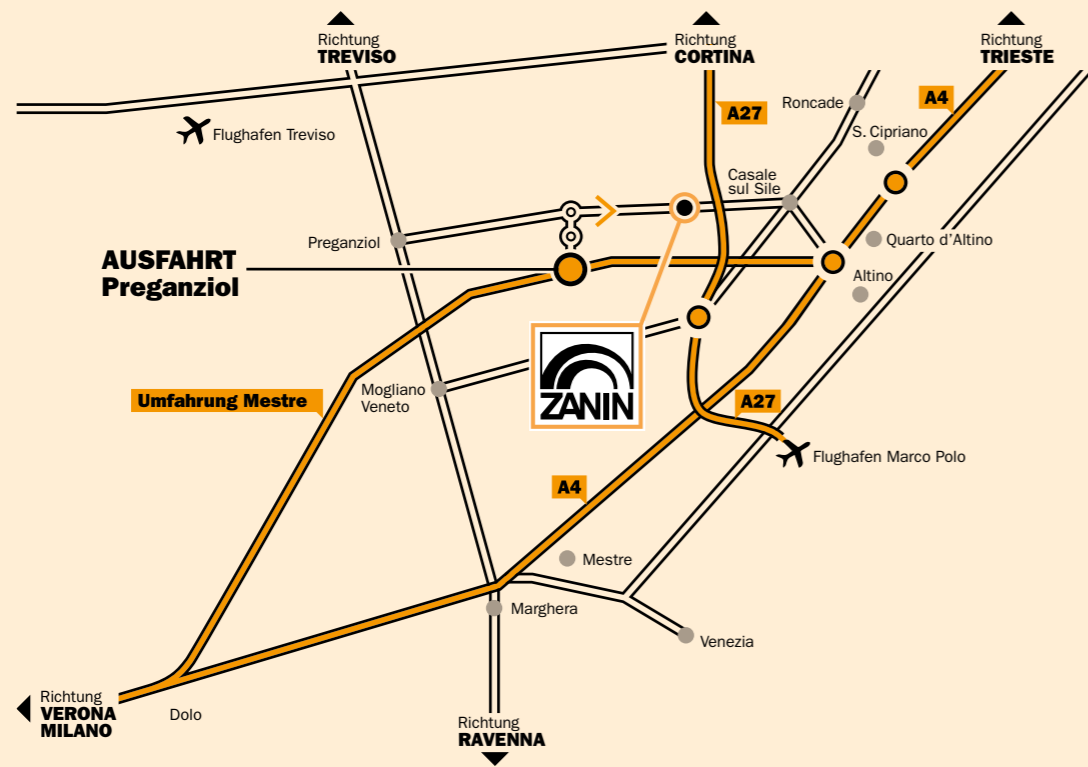 Richtung
TREVISO
Richtung
CORTINA
Richtung
TRIESTE
A27
A4
Roncade
S. Cipriano
Flughafen Treviso
Casale
sul Sile
Preganziol
Quarto d'Altino
AUSFAHRT
Preganziol
Altino
ZANIN
Mogliano
Veneto
Umfahrung Mestre
A27
Flughafen Marco Polo
A4
Mestre
Marghera
Venezia
Richtung
VERONA
MILANO
Dolo
Richtung
RAVENNA